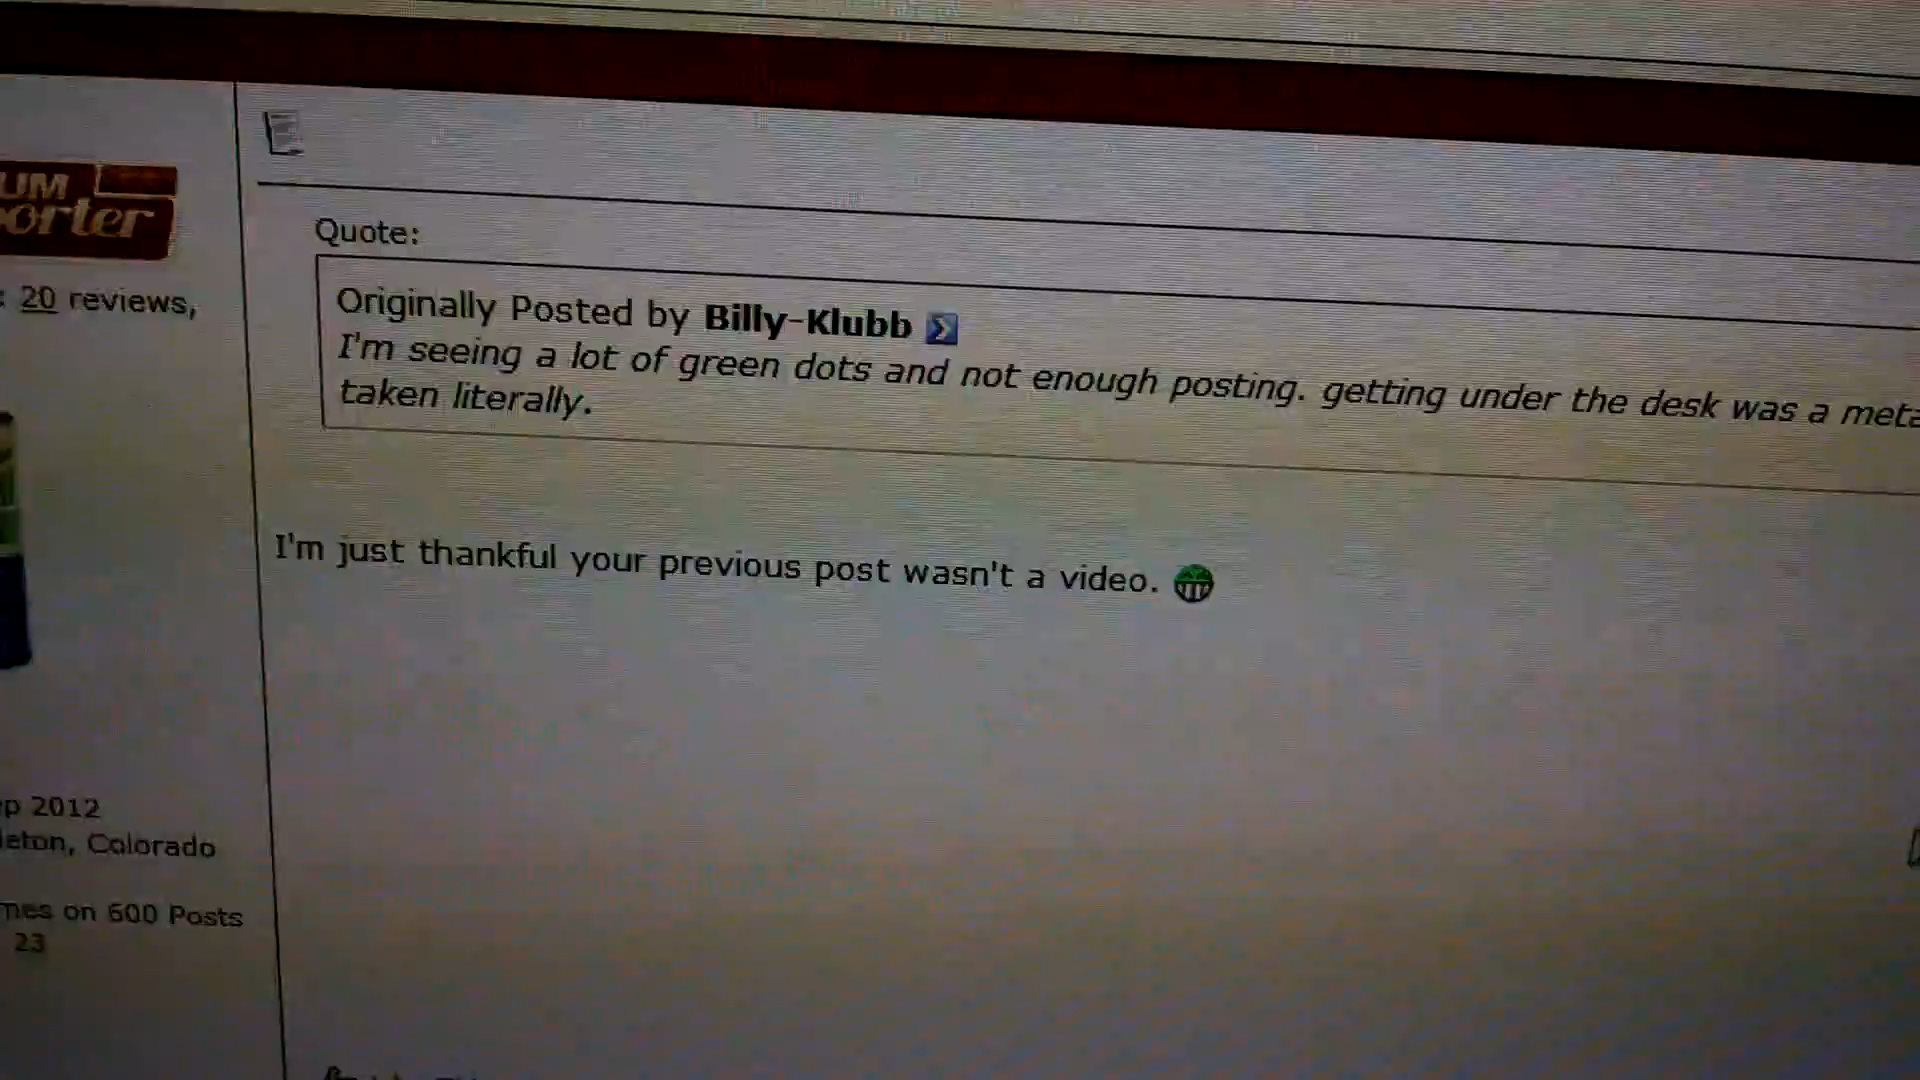 UM
orter
: 20 reviews,
Quote:
Originally Posted by Billy-Klubb
I'm seeing a lot of green dots and not enough posting. getting under the desk was a meta
taken literally.
I'm just thankful your previous post wasn't a video.
p 2012
leton, Colorado
mes on 600 Posts
23